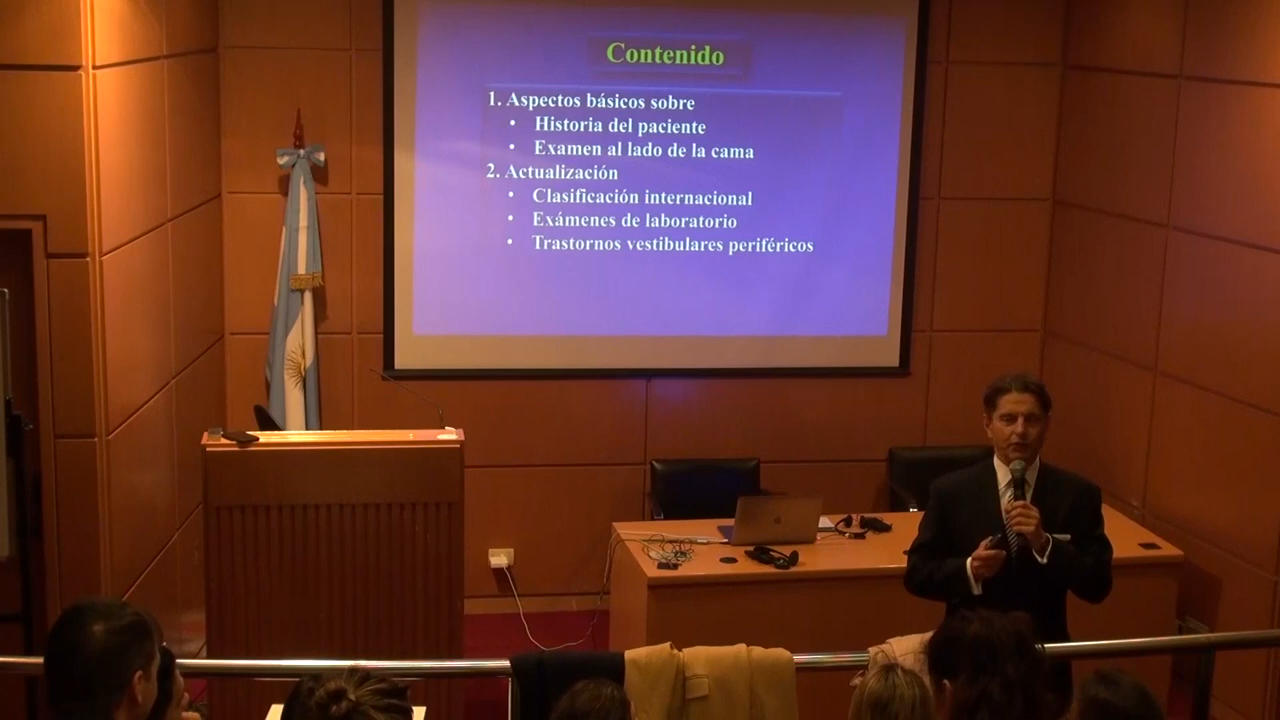 Contenido
1. Aspectos básicos sobre
• Historia del paciente
• Examen al lado de la cama
2. Actualización
• Clasificación internacional
• Exámenes de laboratorio
• Trastornos vestibulares periféricos